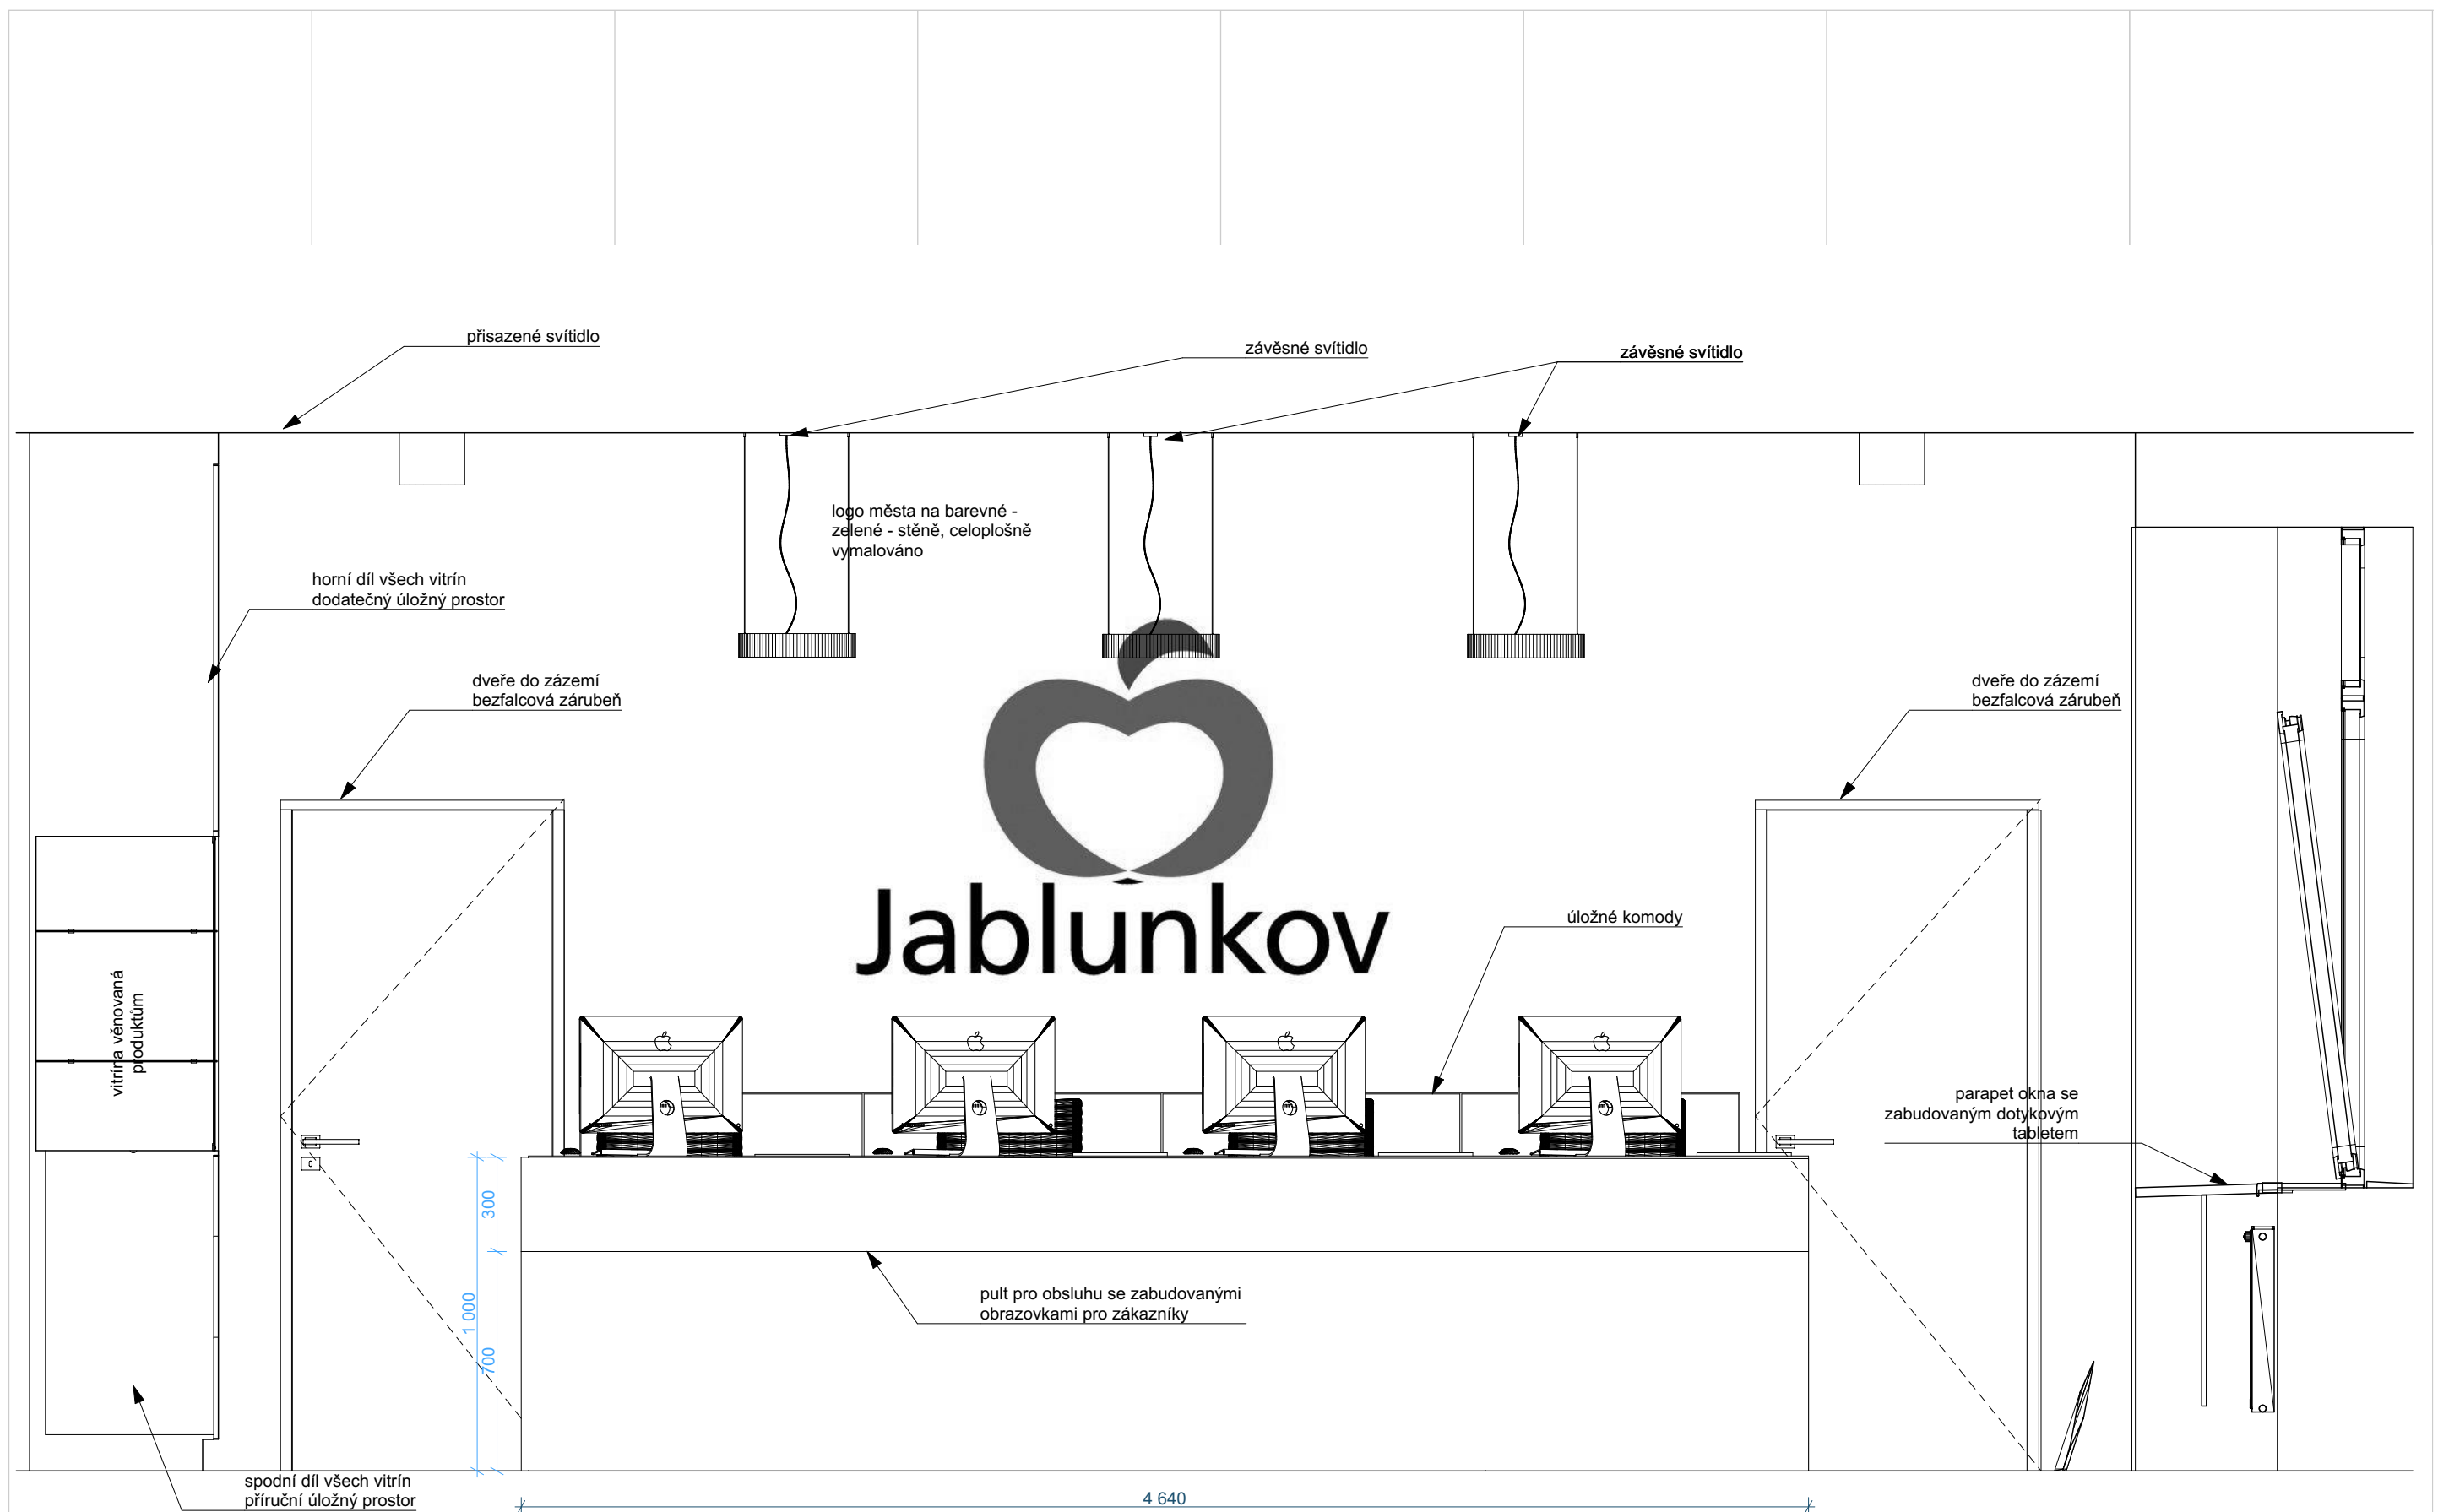 přisazené svítidlo
závěsné svítidlo
závěsné svítidlo
logo města na barevné -
zelené - stěně, celoplošně
vymalováno
horní díl všech vitrín
dodatečný úložný prostor
dveře do zázemí
bezfalcová zárubeň
dveře do zázemí
bezfalcová zárubeň
Jablunkov
úložné komody
vitrína věnovaná
produktům
parapet okna se
zabudovaným dotykovým
tabletem
300
1 000
700
pult pro obsluhu se zabudovanými
obrazovkami pro zákazníky
spodní díl všech vitrín
příruční úložný prostor
4 640